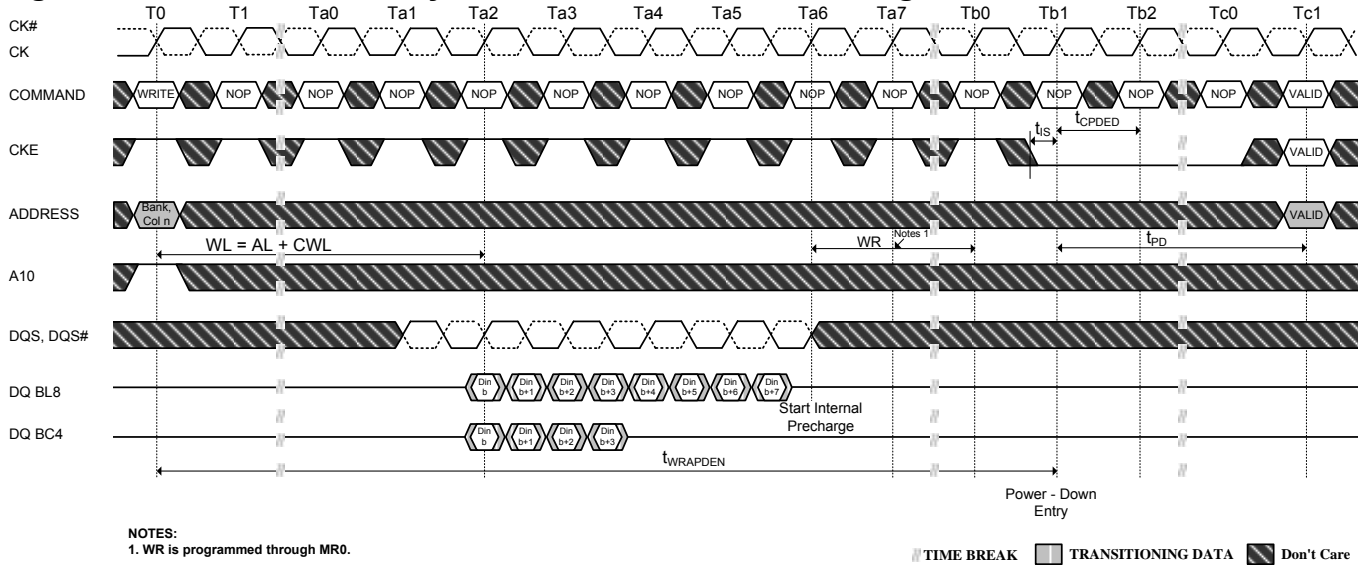 T0 T1 Ta0 Ta1 Ta2 Ta3 Ta4 Ta5 Ta6 Ta7 Tb0 Tb1 Tb2 Tc0 Tc1
CK#
CK
COMMAND WRITE NOP NOP NOP NOP NOP NOP NOP NOP NOP NOP NOP NOP NOP VALID
tIS tCPDED
CKE VALID
ADDRESS Bank, Col n VALID
WL = AL + CWL WR Notes 1 tPD
A10
DQS, DQS#
DQ BL8 Din b Din b+1 Din b+2 Din b+3 Din b+4 Din b+5 Din b+6 Din b+7
Start Internal
Precharge
DQ BC4 Din b Din b+1 Din b+2 Din b+3
tWRAPDEN
Power - Down
Entry
NOTES:
1. WR is programmed through MR0.
TIME BREAK TRANSITIONING DATA Don't Care